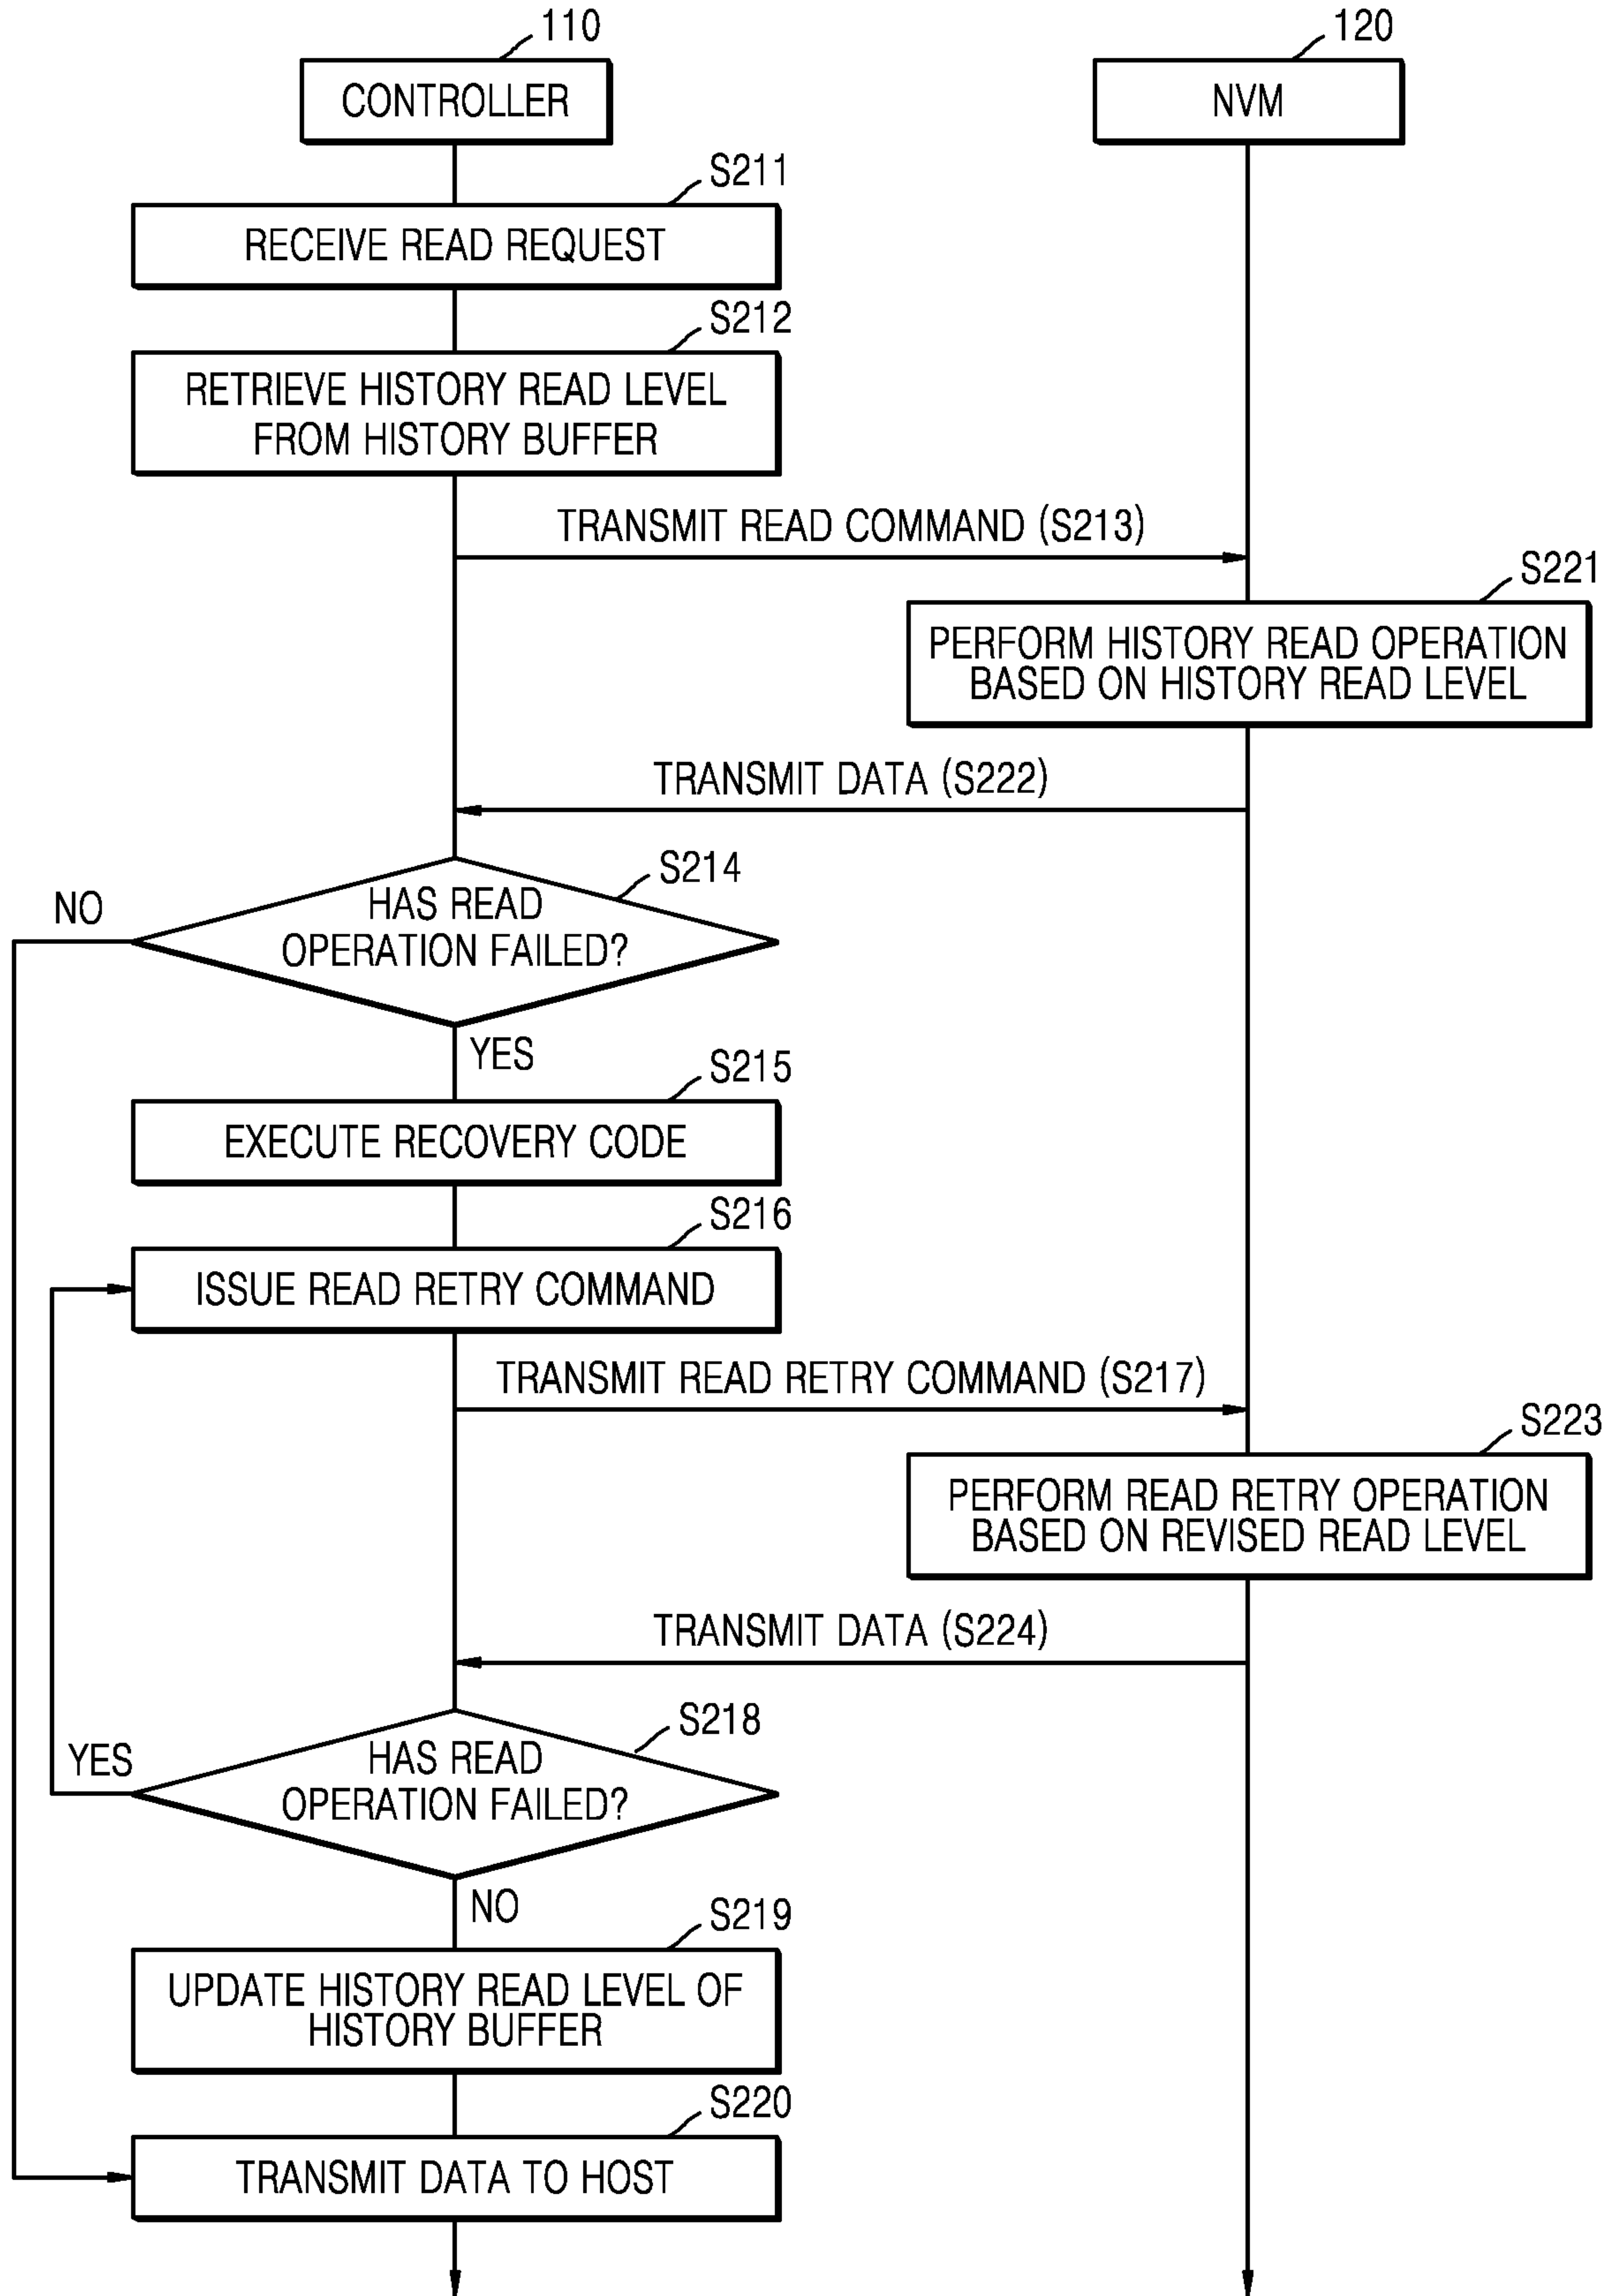 110
120
CONTROLLER
NVM
S211
RECEIVE READ REQUEST
S212
RETRIEVE HISTORY READ LEVEL
FROM HISTORY BUFFER
TRANSMIT READ COMMAND (S213)
S221
PERFORM HISTORY READ OPERATION
BASED ON HISTORY READ LEVEL
TRANSMIT DATA (S222)
S214
NO
HAS READ
OPERATION FAILED?
YES
S215
EXECUTE RECOVERY CODE
S216
ISSUE READ RETRY COMMAND
TRANSMIT READ RETRY COMMAND (S217)
S223
PERFORM READ RETRY OPERATION
BASED ON REVISED READ LEVEL
TRANSMIT DATA (S224)
S218
YES
HAS READ
OPERATION FAILED?
NO
S219
UPDATE HISTORY READ LEVEL OF
HISTORY BUFFER
S220
TRANSMIT DATA TO HOST